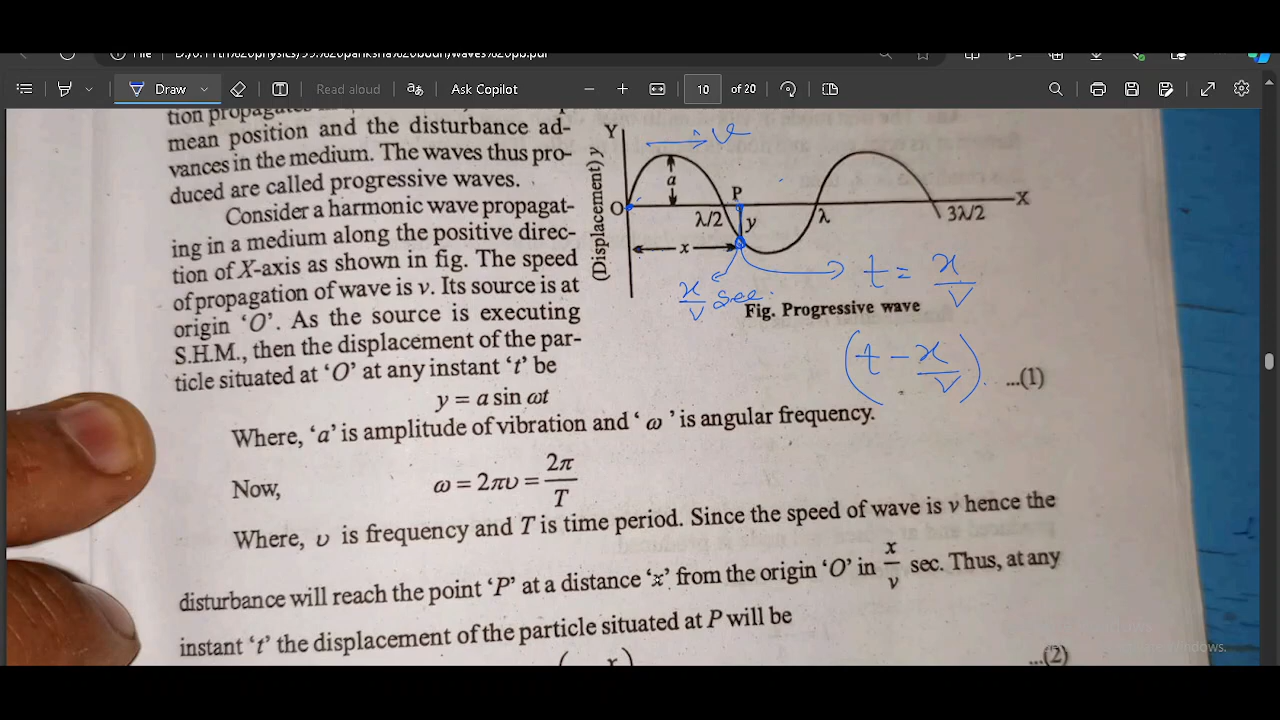 File D:/0.11th%20physics/
Draw Read aloud Ask Copilot 10 of 20
tion propagates
mean position and the disturbance ad-
vances in the medium. The waves thus pro-
duced are called progressive waves.
Consider a harmonic wave propagat-
ing in a medium along the positive direc-
tion of X-axis as shown in fig. The speed
of propagation of wave is v. Its source is at
origin ‘O’. As the source is executing
S.H.M., then the displacement of the par-
ticle situated at ‘O’ at any instant ‘t’ be
Y
(Displacement) y
v
a
P
O
λ/2
y
λ
3λ/2
X
x
x/v sec.
t = x/v
Fig. Progressive wave
(t - x/v)
y = a sin ωt ...(1)
Where, ‘a’ is amplitude of vibration and ‘ω’ is angular frequency.
Now, ω = 2πυ = 2π/T
Where, υ is frequency and T is time period. Since the speed of wave is v hence the
disturbance will reach the point ‘P’ at a distance ‘x’ from the origin ‘O’ in x/v sec. Thus, at any
instant ‘t’ the displacement of the particle situated at P will be
...(2)